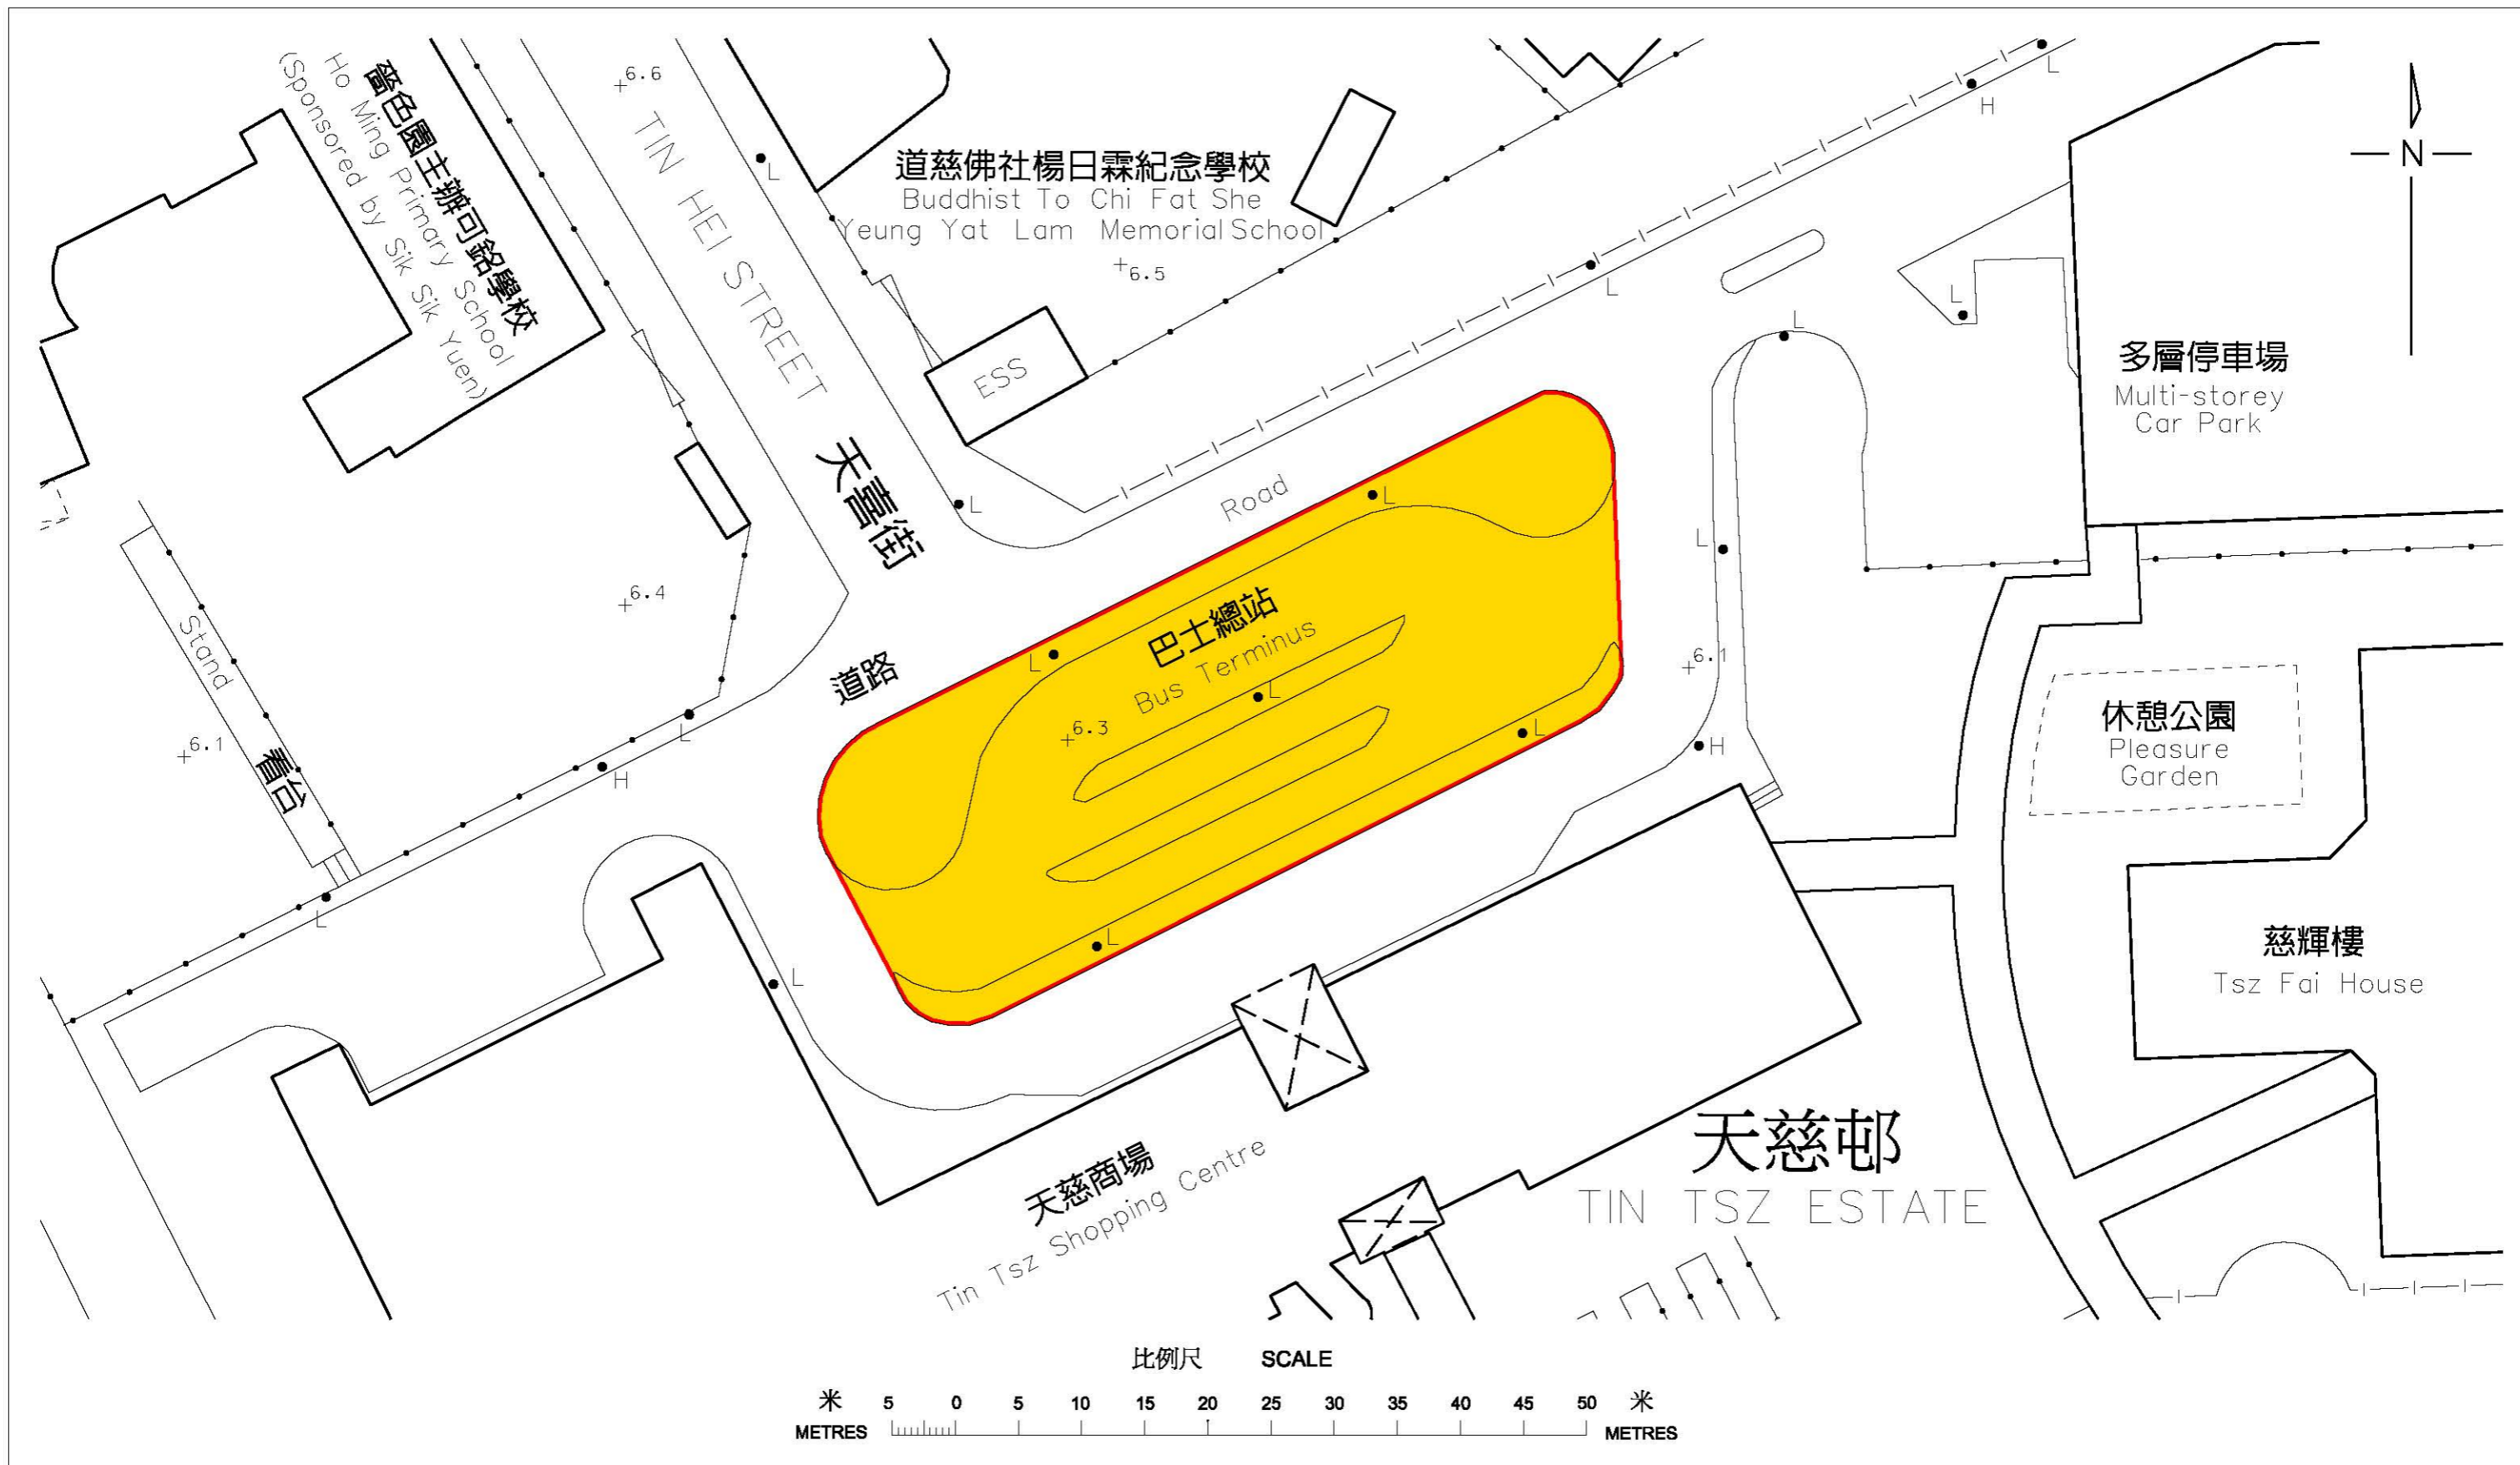 嗇色園主辦可銘學校
Ho Ming Primary School
(Sponsored by Sik Sik Yuen)
+6.6
TIN HEI STREET
天喜街
L
道慈佛社楊日霖紀念學校
Buddhist To Chi Fat She
Yeung Yat Lam Memorial School
+6.5
ESS
L
H
L
N
L
L
多層停車場
Multi-storey
Car Park
L
Road
道路
L
L
L
巴士總站
Bus Terminus
L
+6.3
L
L
+6.4
Stand
看台
+6.1
L
H
L
L
+6.1
H
休憩公園
Pleasure
Garden
慈輝樓
Tsz Fai House
天慈商場
Tin Tsz Shopping Centre
天慈邨
TIN TSZ ESTATE
比例尺 SCALE
米 5 0 5 10 15 20 25 30 35 40 45 50 米
METRES METRES